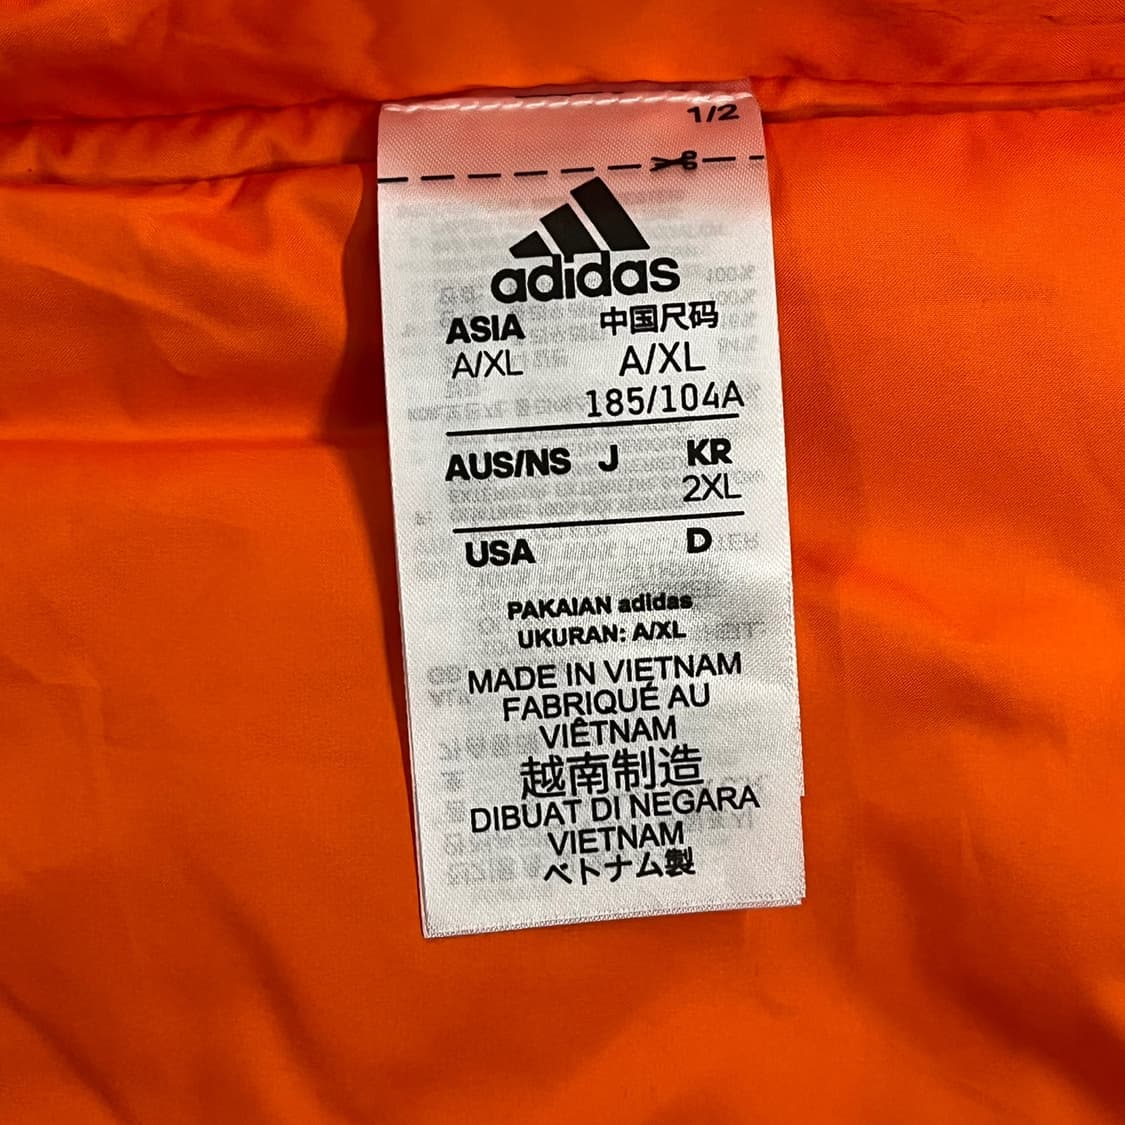 1/2
adidas
ASIA 中国尺码
A/XL A/XL
185/104A
AUS/NS J KR
2XL
USA D
PAKAIAN adidas
UKURAN: A/XL
MADE IN VIETNAM
FABRIQUÉ AU
VIÊTNAM
越南制造
DIBUAT DI NEGARA
VIETNAM
ベトナム製